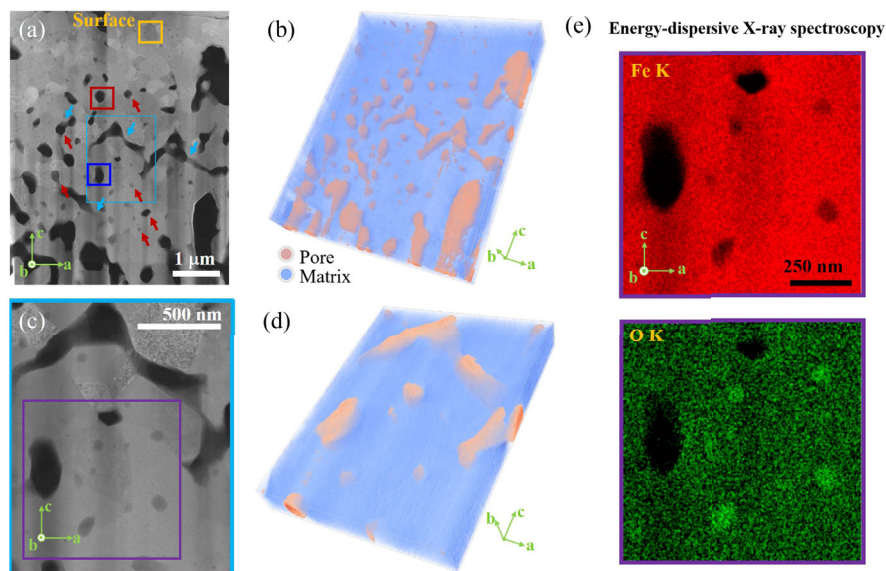 (a)
Surface
c
b
a
1 μm
(b)
c
b
a
Pore
Matrix
(c)
500 nm
c
b
a
(d)
c
b
a
(e)
Energy-dispersive X-ray spectroscopy
Fe K
c
b
a
250 nm
O K